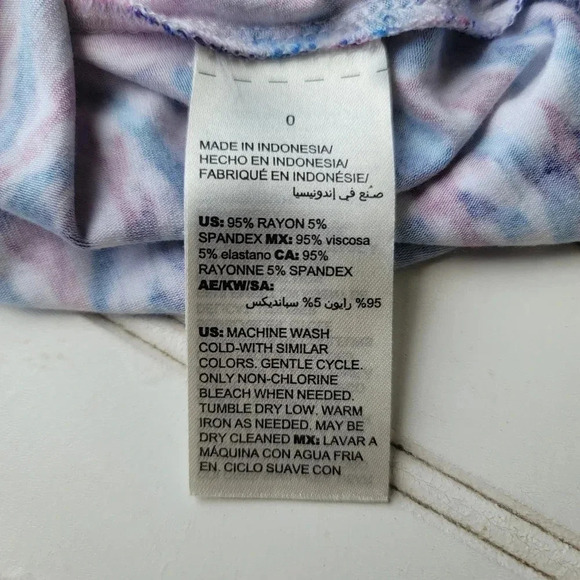 0
MADE IN INDONESIA/
HECHO EN INDONESIA/
FABRIQUÉ EN INDONÉSIE/
صنع في إندونيسيا
US: 95% RAYON 5%
SPANDEX MX: 95% viscosa
5% elastano CA: 95%
RAYONNE 5% SPANDEX
AE/KW/SA:
95% رايون 5% سبانديكس
US: MACHINE WASH
COLD-WITH SIMILAR
COLORS. GENTLE CYCLE.
ONLY NON-CHLORINE
BLEACH WHEN NEEDED.
TUMBLE DRY LOW. WARM
IRON AS NEEDED. MAY BE
DRY CLEANED MX: LAVAR A
MÁQUINA CON AGUA FRIA
EN. CICLO SUAVE CON